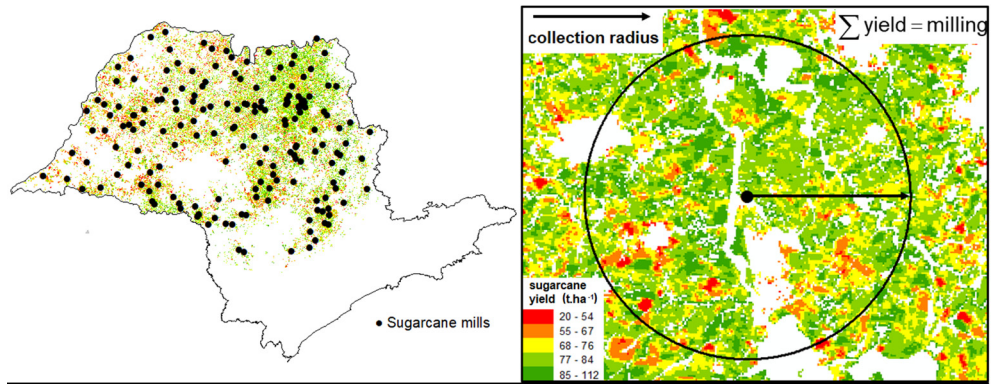 Sugarcane mills
collection radius
∑ yield = milling
sugarcane
yield (t.ha⁻¹)
20 - 54
55 - 67
68 - 76
77 - 84
85 - 112